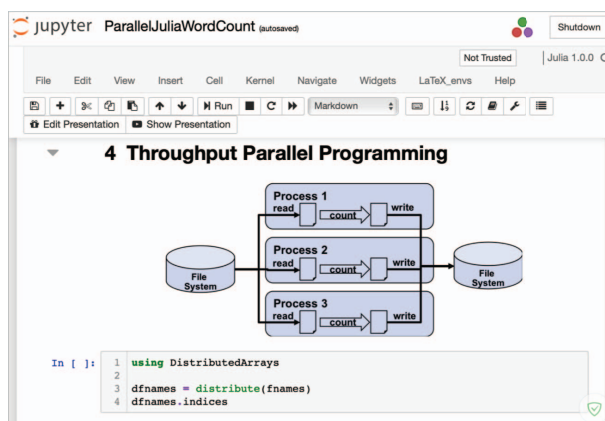 jupyter ParallelJuliaWordCount (autosaved)
Shutdown
Not Trusted Julia 1.0.0
File Edit View Insert Cell Kernel Navigate Widgets LaTeX_envs Help
Run Markdown
Edit Presentation Show Presentation
4 Throughput Parallel Programming
Process 1
read count write
Process 2
read count write
File System
File System
Process 3
read count write
In [ ]:
1 using DistributedArrays
2
3 dfnames = distribute(fnames)
4 dfnames.indices